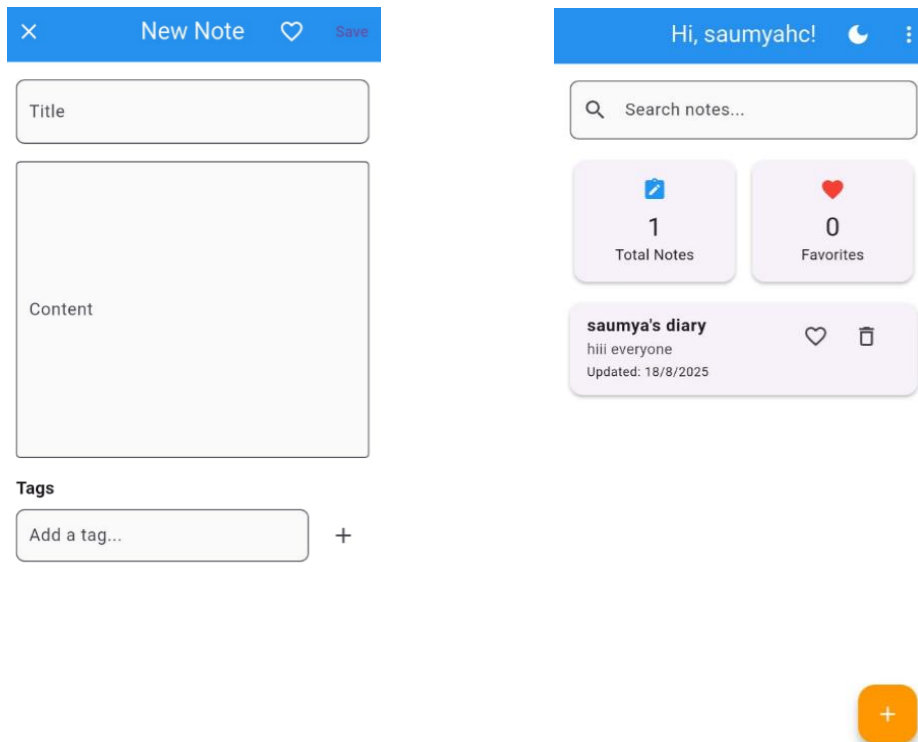 New Note
Save
Title
Content
Tags
Add a tag...
Hi, saumyahc!
Search notes...
1
Total Notes
0
Favorites
saumya's diary
hiii everyone
Updated: 18/8/2025